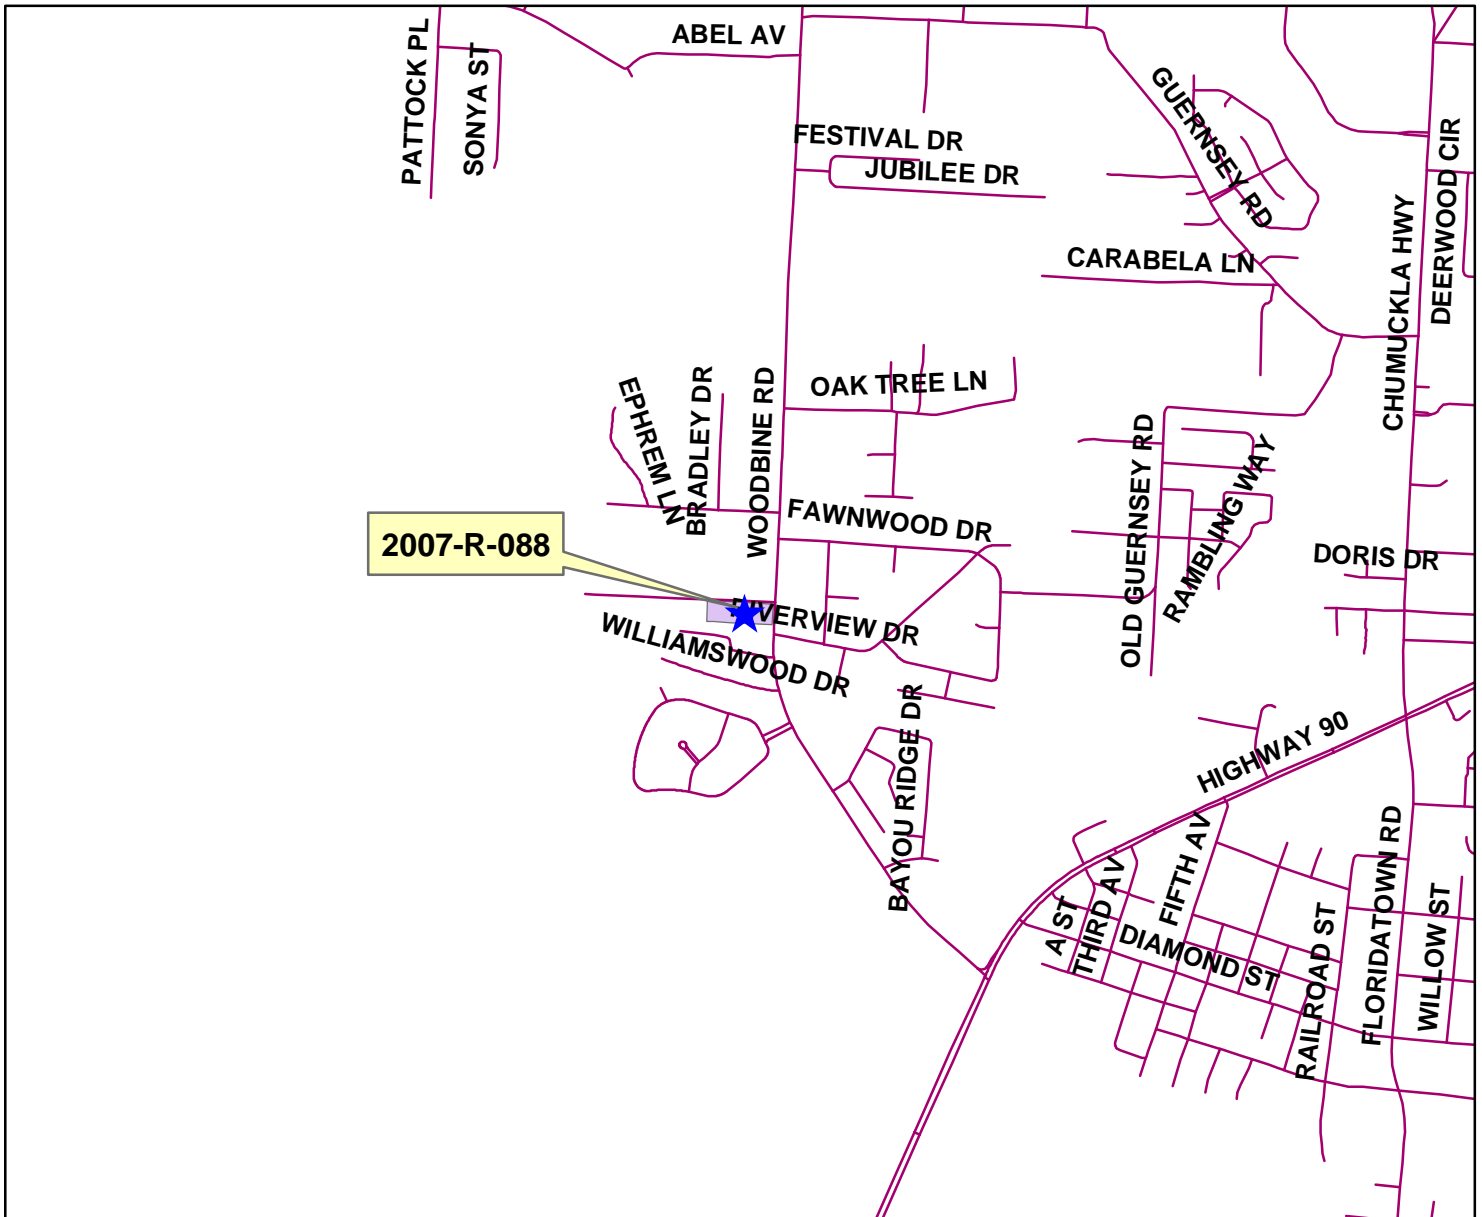 ABEL AV
PATTOCK PL
SONYA ST
FESTIVAL DR
JUBILEE DR
GUERNSEY RD
DEERWOOD CIR
CHUMUCKLA HWY
CARABELA LN
OAK TREE LN
EPHREM LN
BRADLEY DR
WOODBINE RD
FAWNWOOD DR
OLD GUERNSEY RD
RAMBLING WAY
DORIS DR
2007-R-088
RIVERVIEW DR
WILLIAMSWOOD DR
BAYOU RIDGE DR
HIGHWAY 90
A ST
THIRD AV
FIFTH AV
DIAMOND ST
RAILROAD ST
FLORIDATOWN RD
WILLOW ST